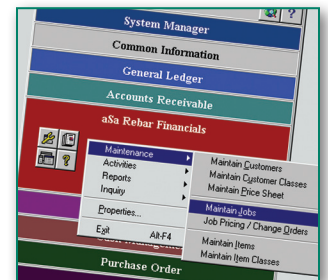 ?
System Manager
Common Information
General Ledger
Accounts Receivable
aSa Rebar Financials
?
Maintenance
Activities
Reports
Inquiry
Properties...
Exit Alt-F4
Maintain Customers
Maintain Customer Classes
Maintain Price Sheet
Maintain Jobs
Job Pricing / Change Orders
Maintain Items
Maintain Item Classes
Purchase Order